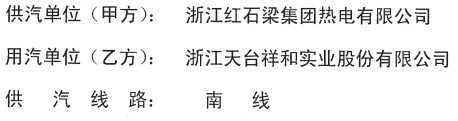 供汽单位（甲方）： 浙江红石梁集团热电有限公司
用汽单位（乙方）： 浙江天台祥和实业股份有限公司
供 汽 线 路： 南 线